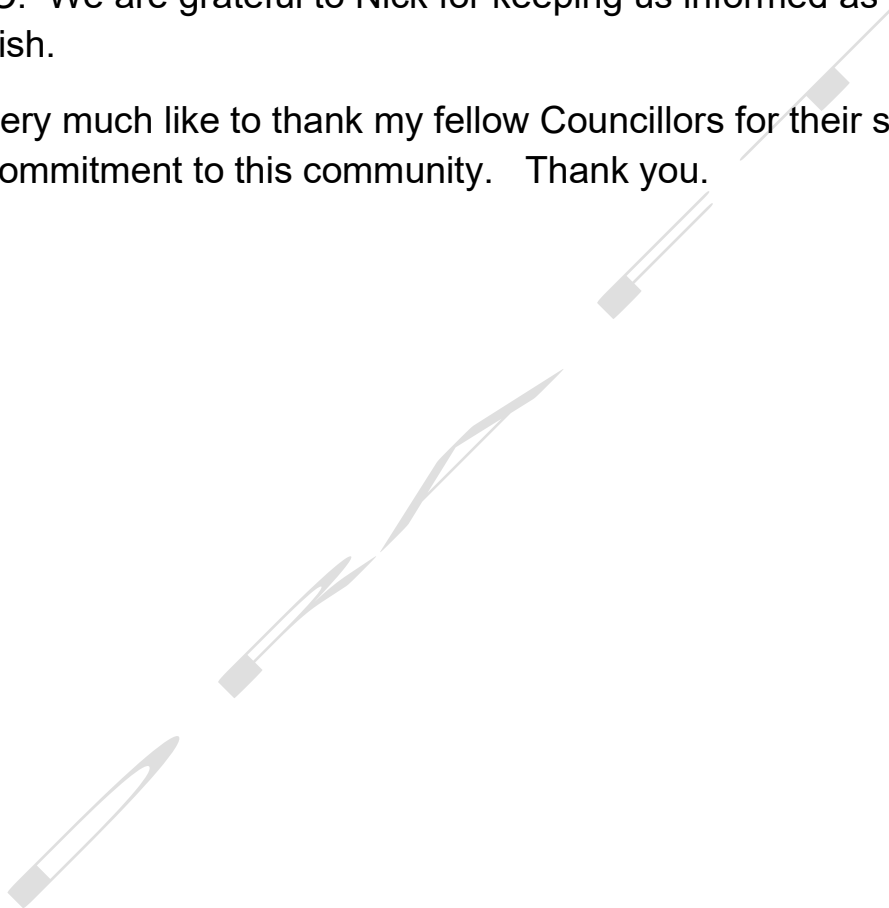 We are grateful to Nick for keeping us informed as
ish.
ery much like to thank my fellow Councillors for their s
ommitment to this community. Thank you.